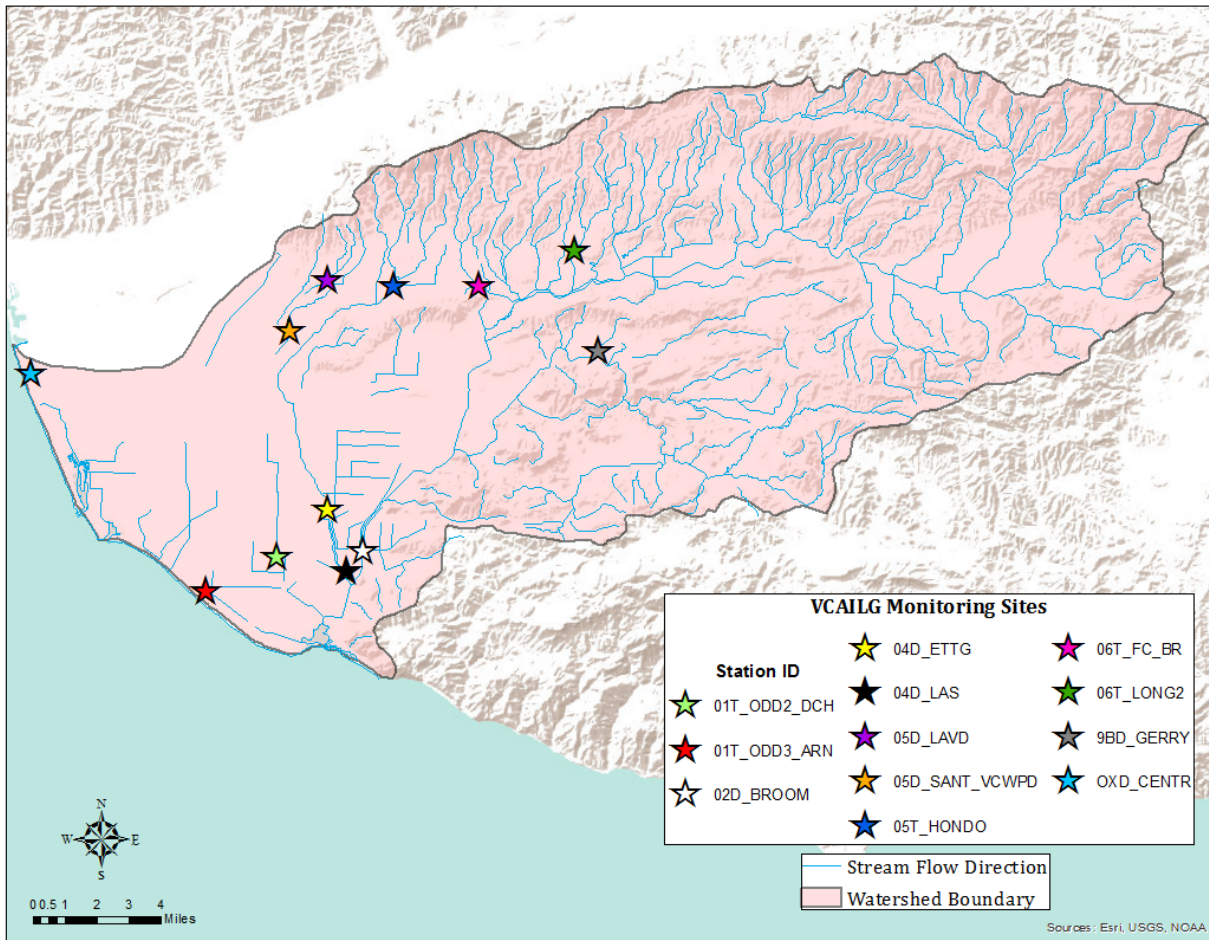 VCAILG Monitoring Sites
Station ID
01T_ODD2_DCH
01T_ODD3_ARN
02D_BROOM
04D_ETTG
04D_LAS
05D_LAVD
05D_SANT_VCWPD
05T_HONDO
06T_FC_BR
06T_LONG2
9BD_GERRY
OXD_CENTR
Stream Flow Direction
Watershed Boundary
N
W E
S
0 0.5 1 2 3 4
Miles
Sources: Esri, USGS, NOAA